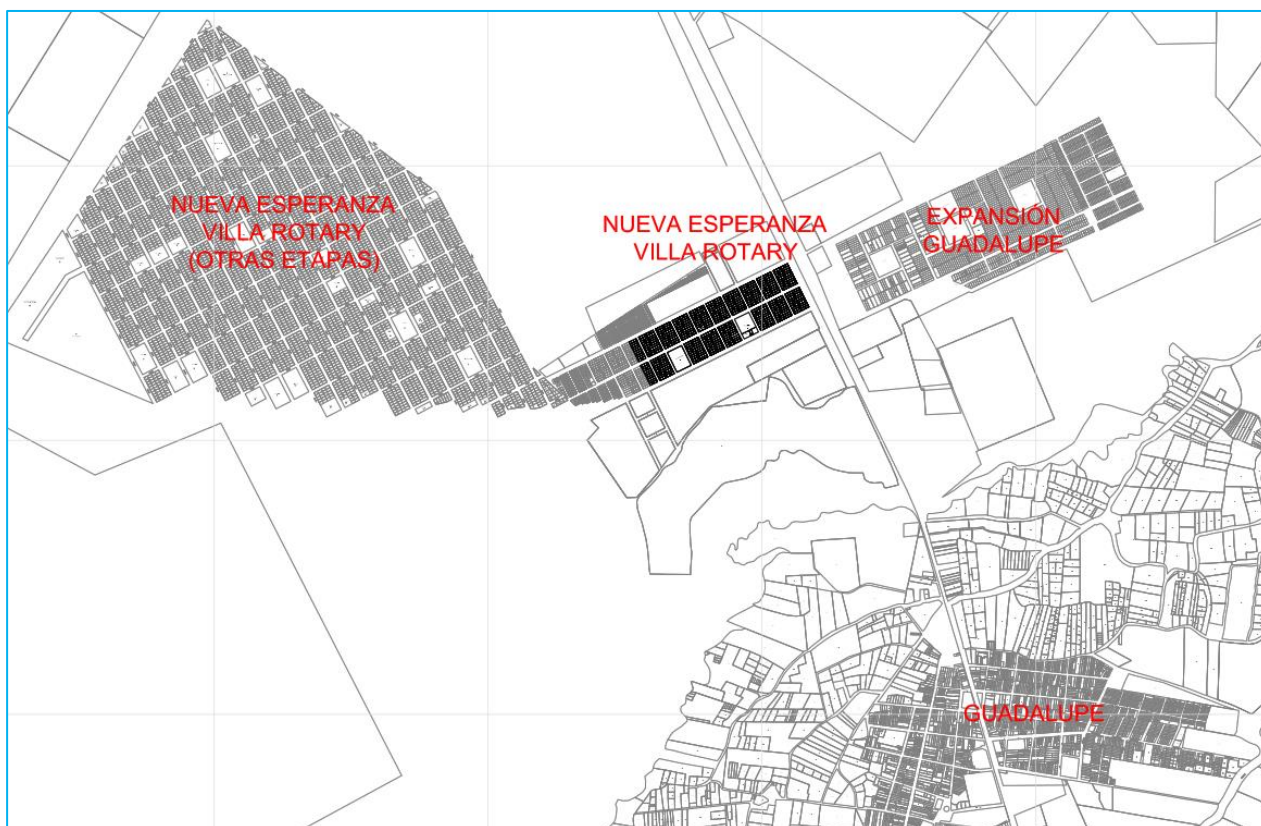 NUEVA ESPERANZA
VILLA ROTARY
(OTRAS ETAPAS)
NUEVA ESPERANZA
VILLA ROTARY
EXPANSIÓN
GUADALUPE
GUADALUPE